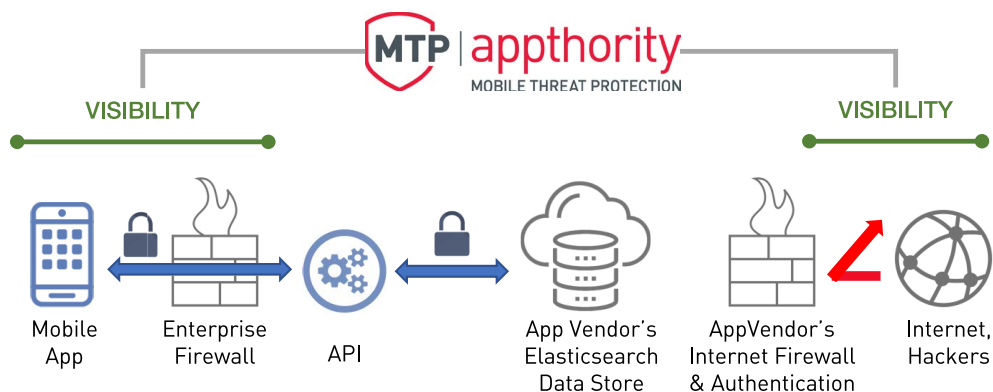 MTP | appthority
MOBILE THREAT PROTECTION
VISIBILITY
VISIBILITY
Mobile
App
Enterprise
Firewall
API
App Vendor's
Elasticsearch
Data Store
AppVendor's
Internet Firewall
& Authentication
Internet,
Hackers